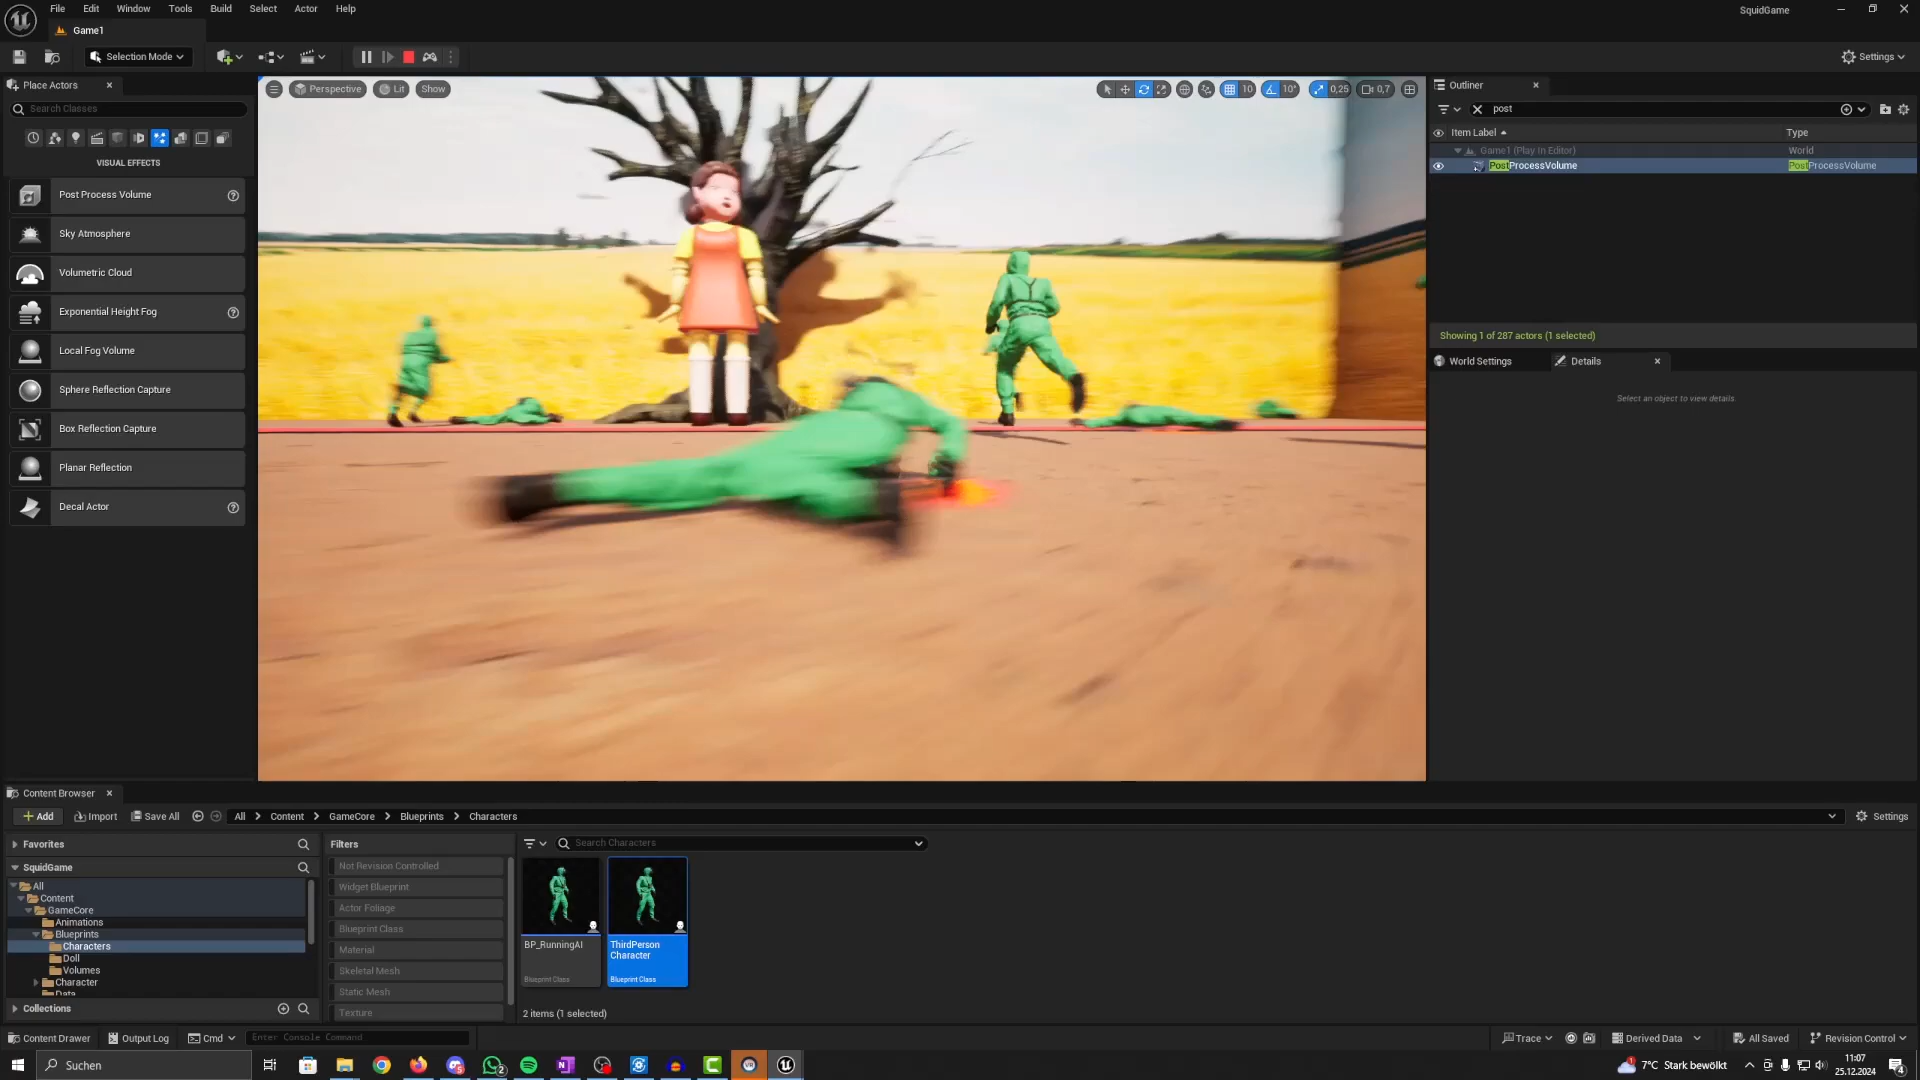 File Edit Window Tools Build Select Actor Help
SquidGame
Game1
Selection Mode
Settings
Place Actors
Search Classes
VISUAL EFFECTS
Post Process Volume
Sky Atmosphere
Volumetric Cloud
Exponential Height Fog
Local Fog Volume
Sphere Reflection Capture
Box Reflection Capture
Planar Reflection
Decal Actor
Perspective Lit Show
10 10° 0,25 0,7
Outliner
post
Item Label Type
Game1 (Play In Editor) World
PostProcessVolume PostProcessVolume
Showing 1 of 287 actors (1 selected)
World Settings Details
Select an object to view details.
Content Browser
Add Import Save All All Content GameCore Blueprints Characters Settings
Favorites
SquidGame
All
Content
GameCore
Animations
Blueprints
Characters
Doll
Volumes
Character
Data
Collections
Filters
Not Revision Controlled
Widget Blueprint
Actor Foliage
Blueprint Class
Material
Skeletal Mesh
Static Mesh
Texture
Search Characters
BP_RunningAI
Blueprint Class
ThirdPerson
Character
Blueprint Class
2 items (1 selected)
Content Drawer Output Log Cmd Enter Console Command Trace Derived Data All Saved Revision Control
Suchen
2
7°C Stark bewölkt
11:07
25.12.2024
4